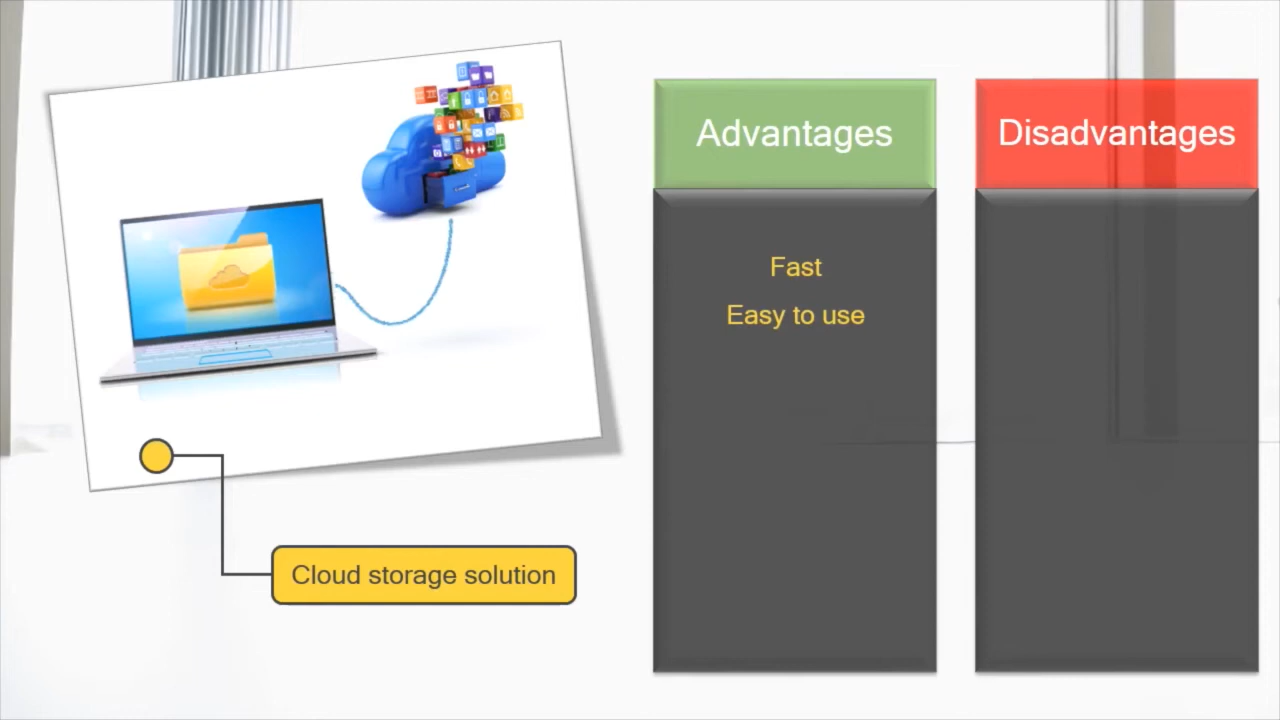 Advantages
Disadvantages
Fast
Easy to use
Cloud storage solution